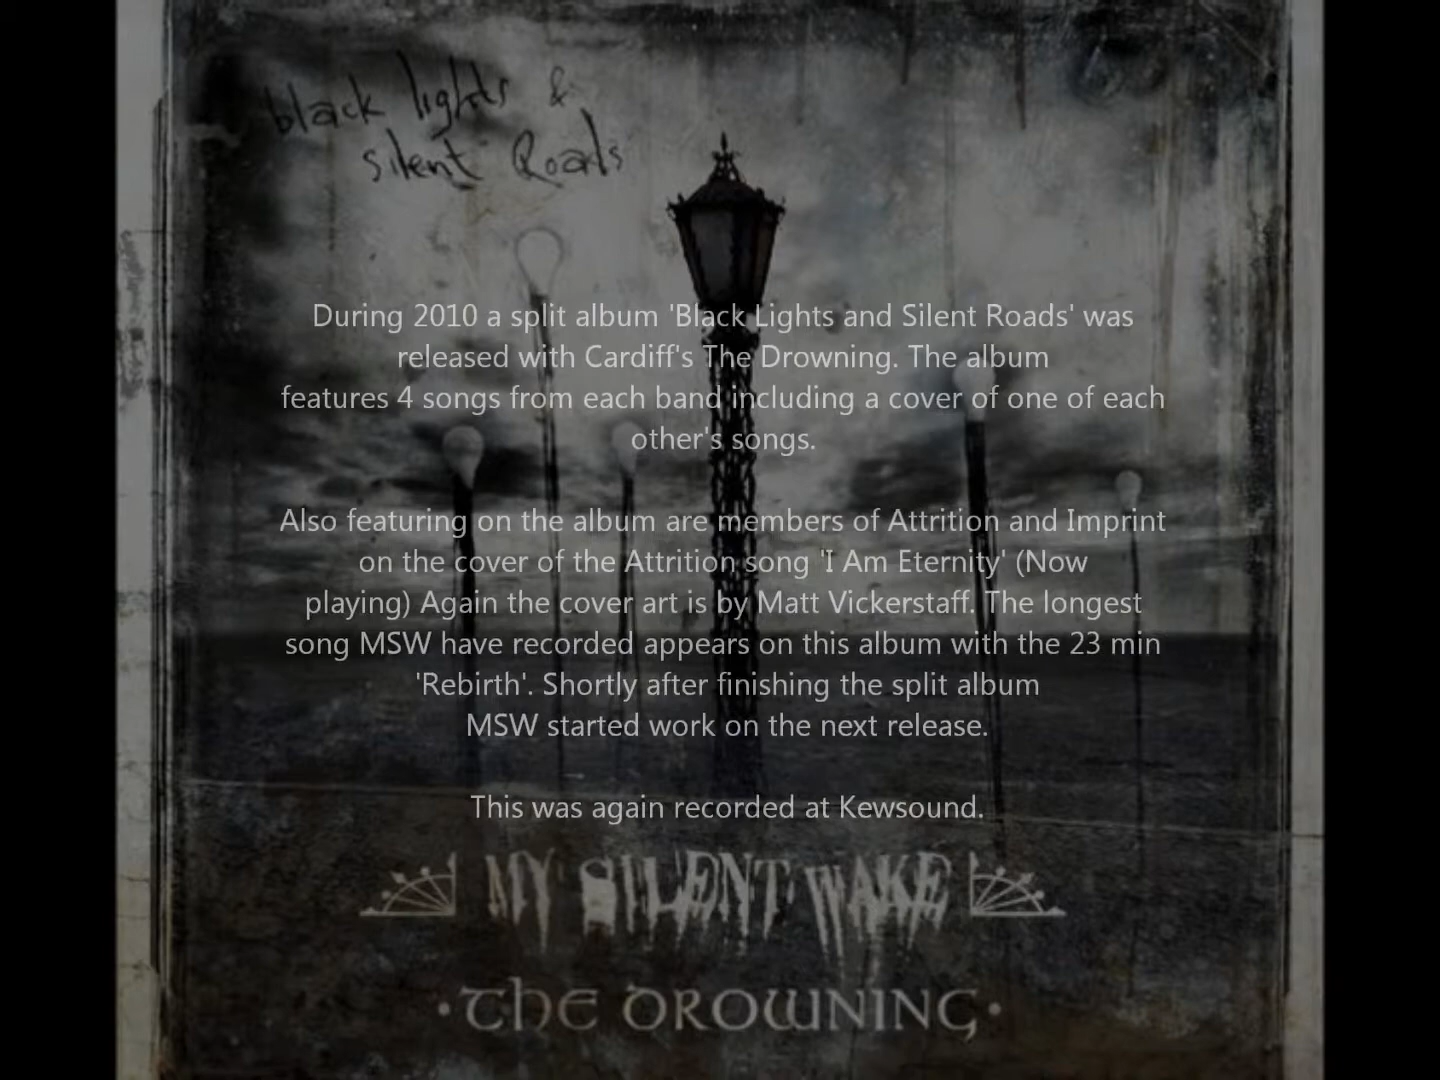 black lights &
silent Roads
During 2010 a split album 'Black Lights and Silent Roads' was
released with Cardiff's The Drowning. The album
features 4 songs from each band including a cover of one of each
other's songs.
Also featuring on the album are members of Attrition and Imprint
on the cover of the Attrition song 'I Am Eternity' (Now
playing) Again the cover art is by Matt Vickerstaff. The longest
song MSW have recorded appears on this album with the 23 min
'Rebirth'. Shortly after finishing the split album
MSW started work on the next release.
This was again recorded at Kewsound.
MY SILENT WAKE
·The DROWNING·